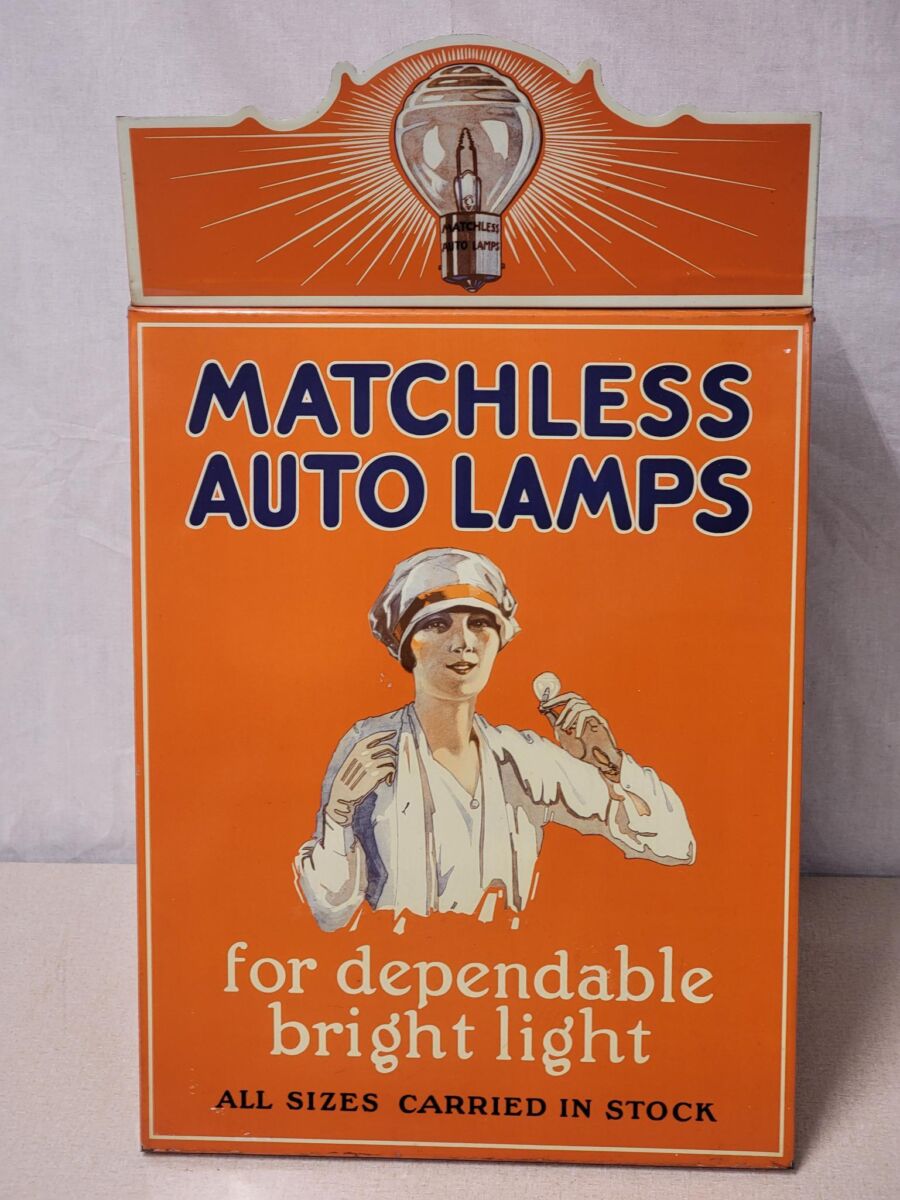 MATCHLESS
AUTO LAMPS
MATCHLESS
AUTO LAMPS
for dependable
bright light
ALL SIZES CARRIED IN STOCK